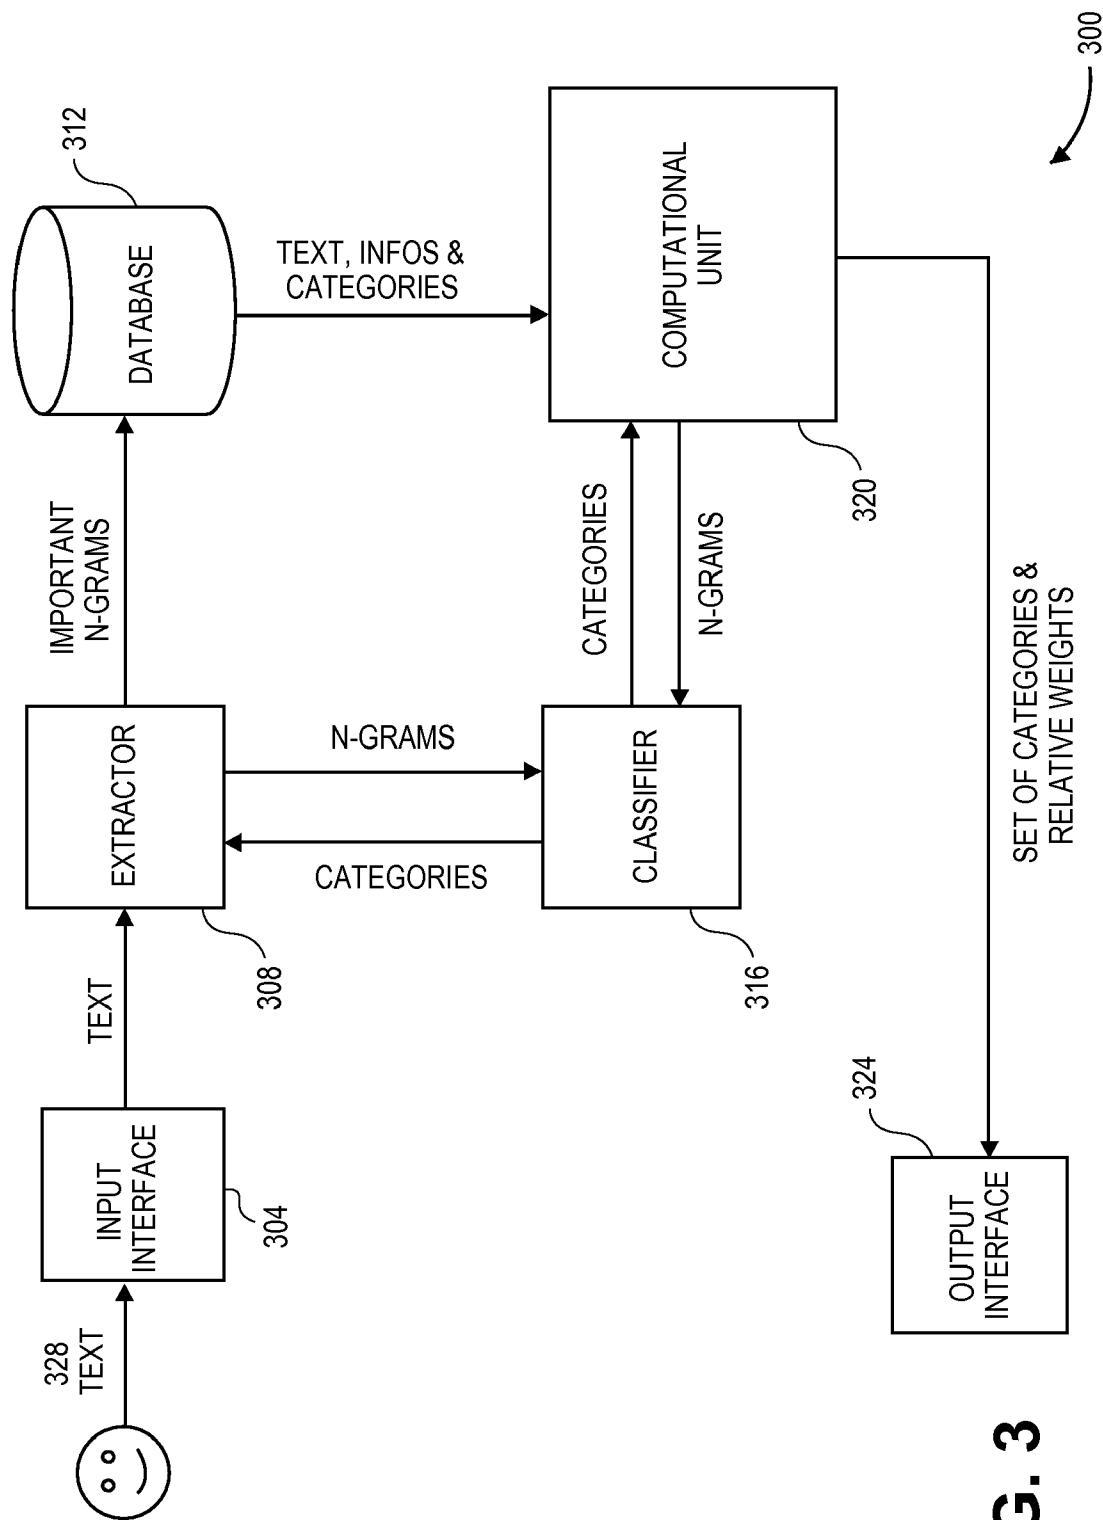 328
TEXT
INPUT
INTERFACE
304
TEXT
EXTRACTOR
308
IMPORTANT
N-GRAMS
DATABASE
312
N-GRAMS
CATEGORIES
TEXT, INFOS &
CATEGORIES
CLASSIFIER
316
CATEGORIES
N-GRAMS
COMPUTATIONAL
UNIT
320
OUTPUT
INTERFACE
324
SET OF CATEGORIES &
RELATIVE WEIGHTS
300
G. 3